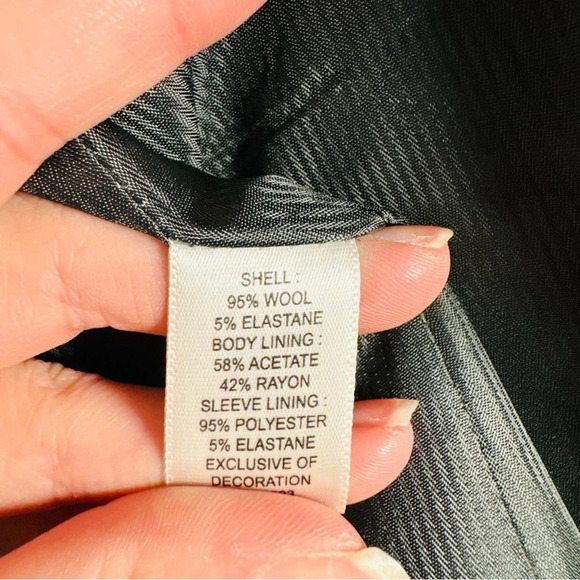 SHELL :
95% WOOL
5% ELASTANE
BODY LINING :
58% ACETATE
42% RAYON
SLEEVE LINING :
95% POLYESTER
5% ELASTANE
EXCLUSIVE OF
DECORATION